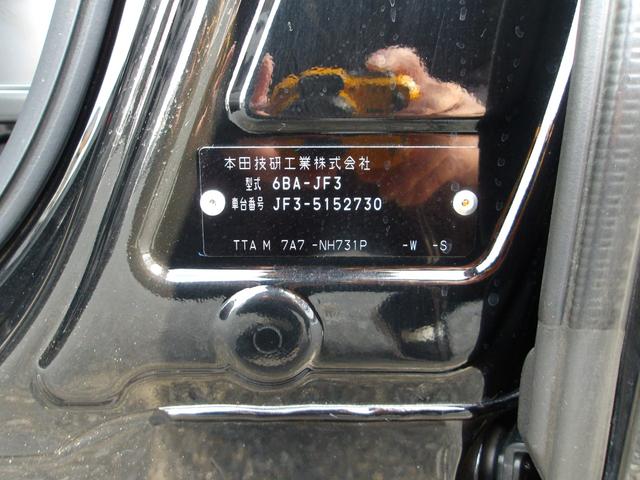 本田技研工業株式会社
型式 6BA-JF3
車台番号 JF3-5152730
TTA M 7A7 -NH731P -W -S